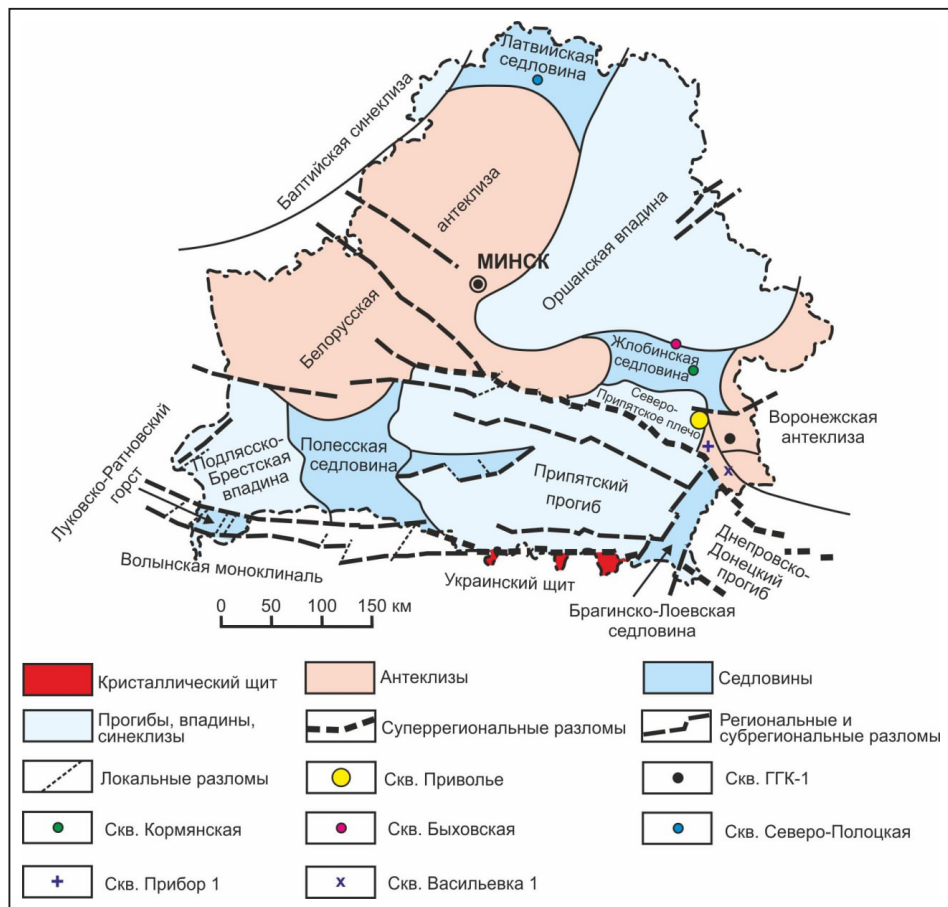 Латвийская
седловина
Балтийская синеклиза
антеклиза
Оршанская впадина
МИНСК
Белорусская
Жлобинская
седловина
Северо-
Припятское плечо
Воронежская
антеклиза
Луковско-Ратновский
горст
Подлясско-
Брестская
впадина
Полесская
седловина
Припятский
прогиб
Днепровско-
Донецкий
прогиб
Волынская моноклиналь
Украинский щит
Брагинско-Лоевская
седловина
0 50 100 150 км
Кристаллический щит
Антеклизы
Седловины
Прогибы, впадины,
синеклизы
Суперрегиональные разломы
Региональные и
субрегиональные разломы
Локальные разломы
Скв. Приволье
Скв. ГГК-1
Скв. Кормянская
Скв. Быховская
Скв. Северо-Полоцкая
+ Скв. Прибор 1
x Скв. Васильевка 1